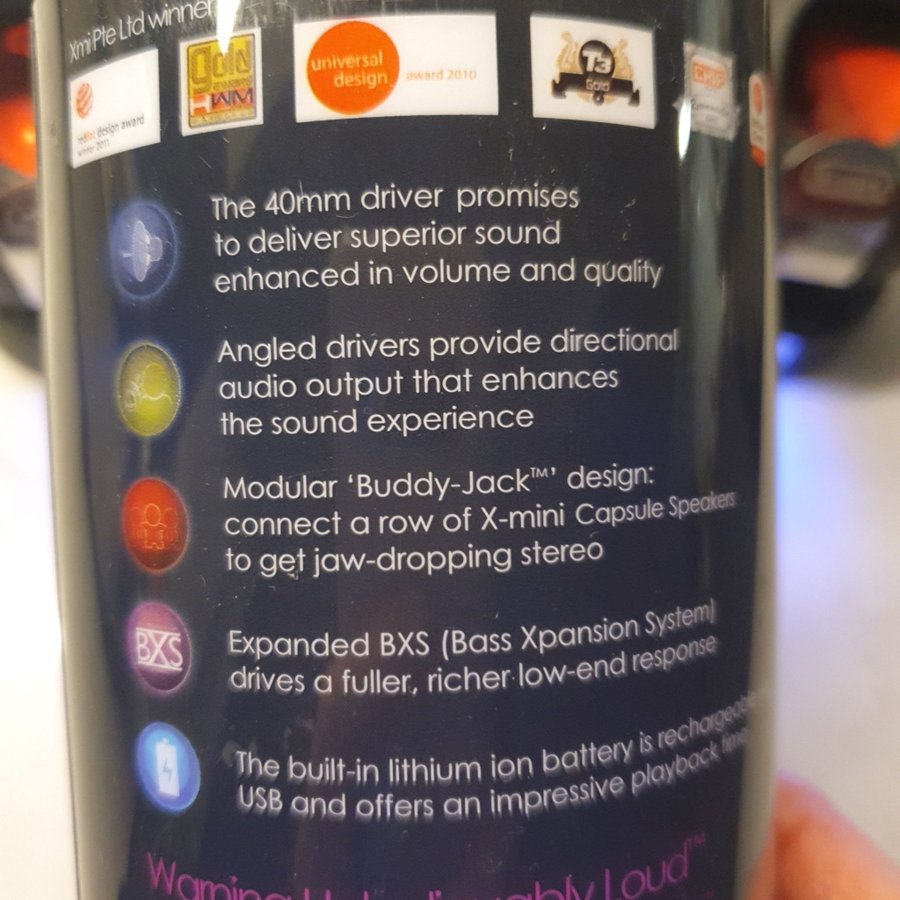 Xmi Pte Ltd winner
reddot design award
winner 2011
gold
HWM
universal
design
award 2010
T3
Gold
The 40mm driver promises
to deliver superior sound
enhanced in volume and quality
Angled drivers provide directional
audio output that enhances
the sound experience
Modular ‘Buddy-Jack™’ design:
connect a row of X-mini Capsule Speakers
to get jaw-dropping stereo
BXS
Expanded BXS (Bass Xpansion System)
drives a fuller, richer low-end response
The built-in lithium ion battery is rechargeable
USB and offers an impressive playback time
Loud™